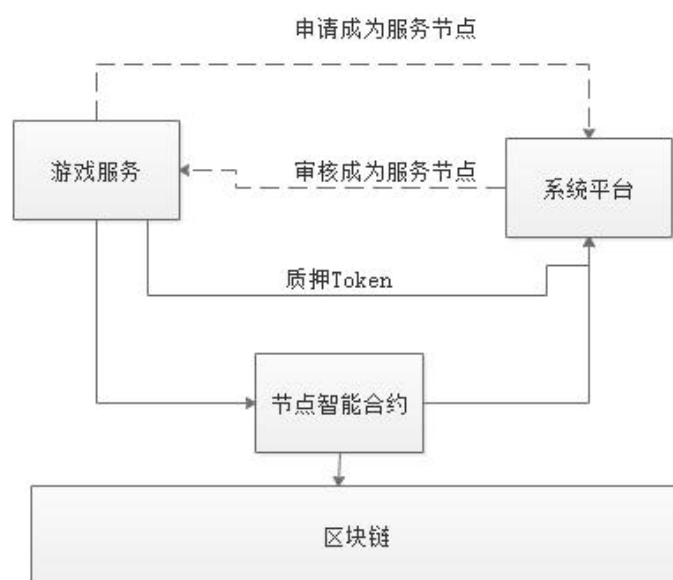 申请成为服务节点
游戏服务
审核成为服务节点
系统平台
质押Token
节点智能合约
区块链